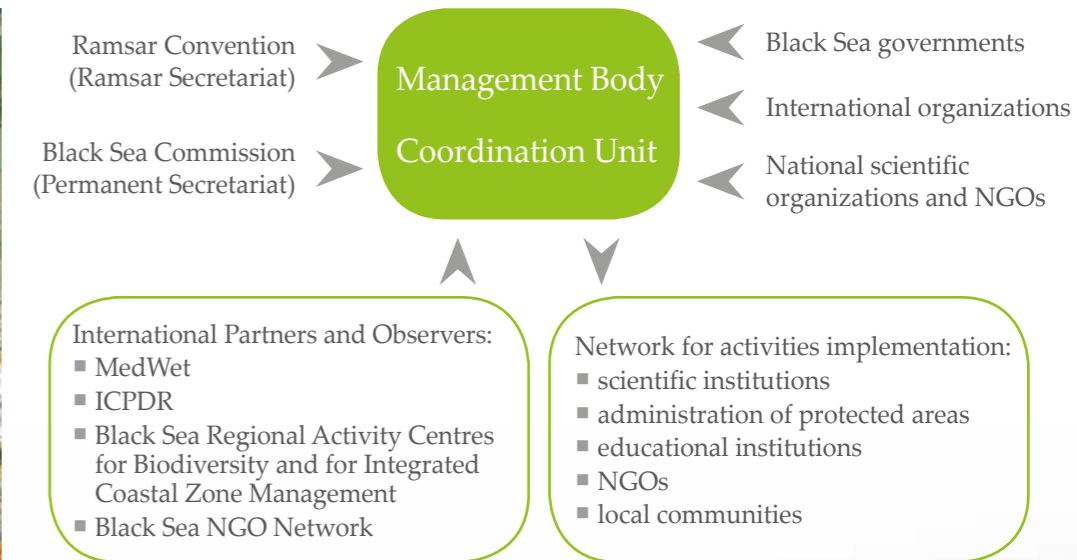 Ramsar Convention
(Ramsar Secretariat)
Black Sea Commission
(Permanent Secretariat)
Management Body
Coordination Unit
Black Sea governments
International organizations
National scientific
organizations and NGOs
International Partners and Observers:
▪ MedWet
▪ ICPDR
▪ Black Sea Regional Activity Centres
for Biodiversity and for Integrated
Coastal Zone Management
▪ Black Sea NGO Network
Network for activities implementation:
▪ scientific institutions
▪ administration of protected areas
▪ educational institutions
▪ NGOs
▪ local communities